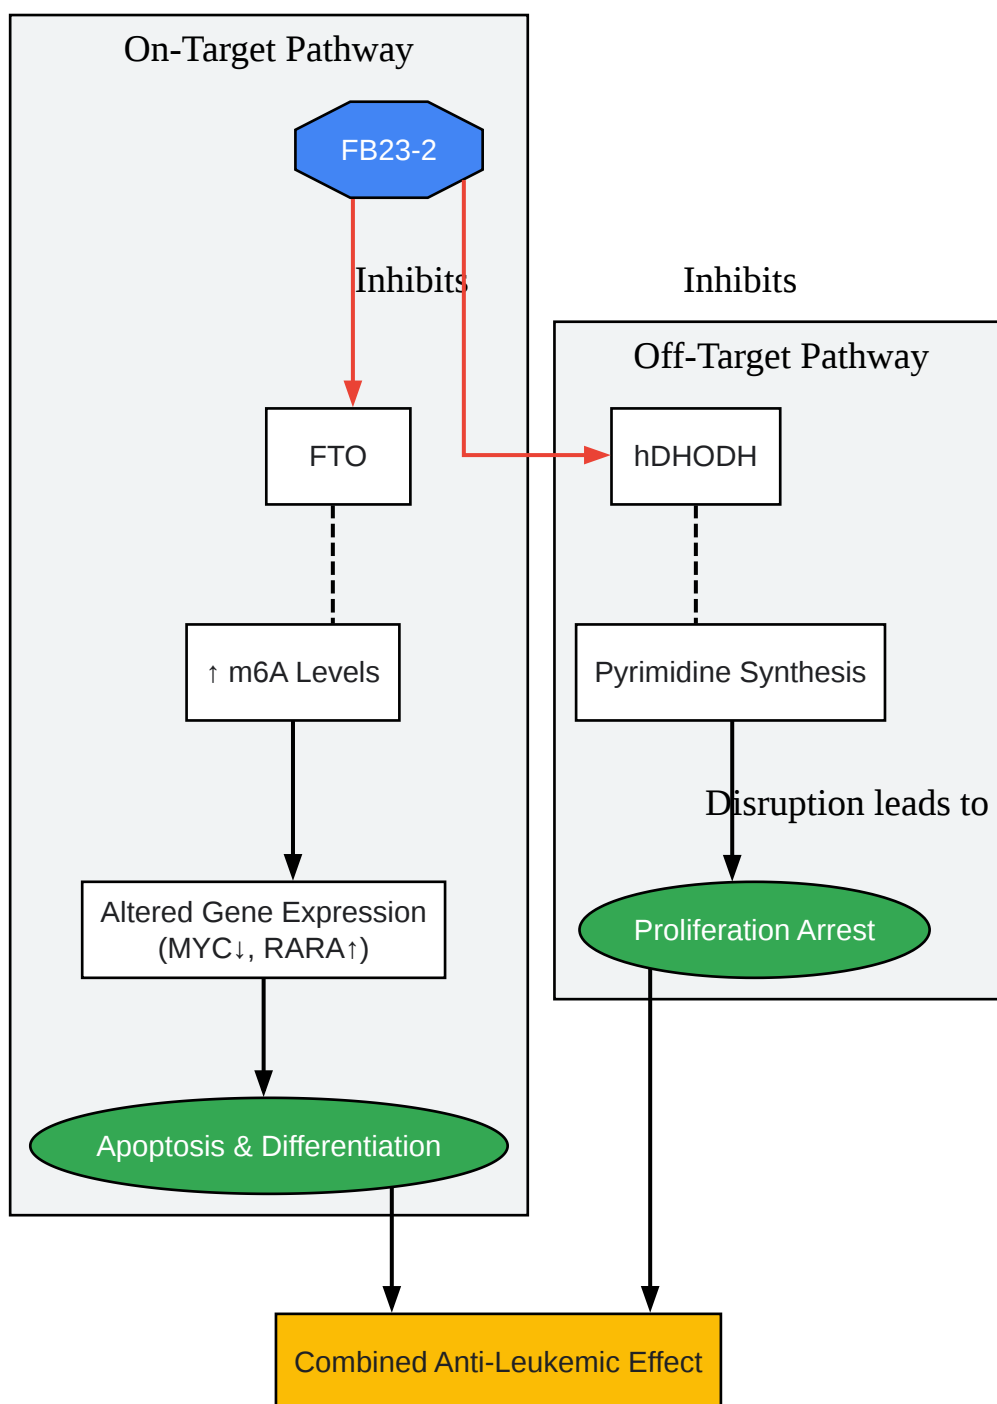 On-Target Pathway
FB23-2
Inhibits
Inhibits
Off-Target Pathway
FTO
hDHODH
↑ m6A Levels
Pyrimidine Synthesis
Disruption leads to
Altered Gene Expression
(MYC↓, RARA↑)
Proliferation Arrest
Apoptosis & Differentiation
Combined Anti-Leukemic Effect